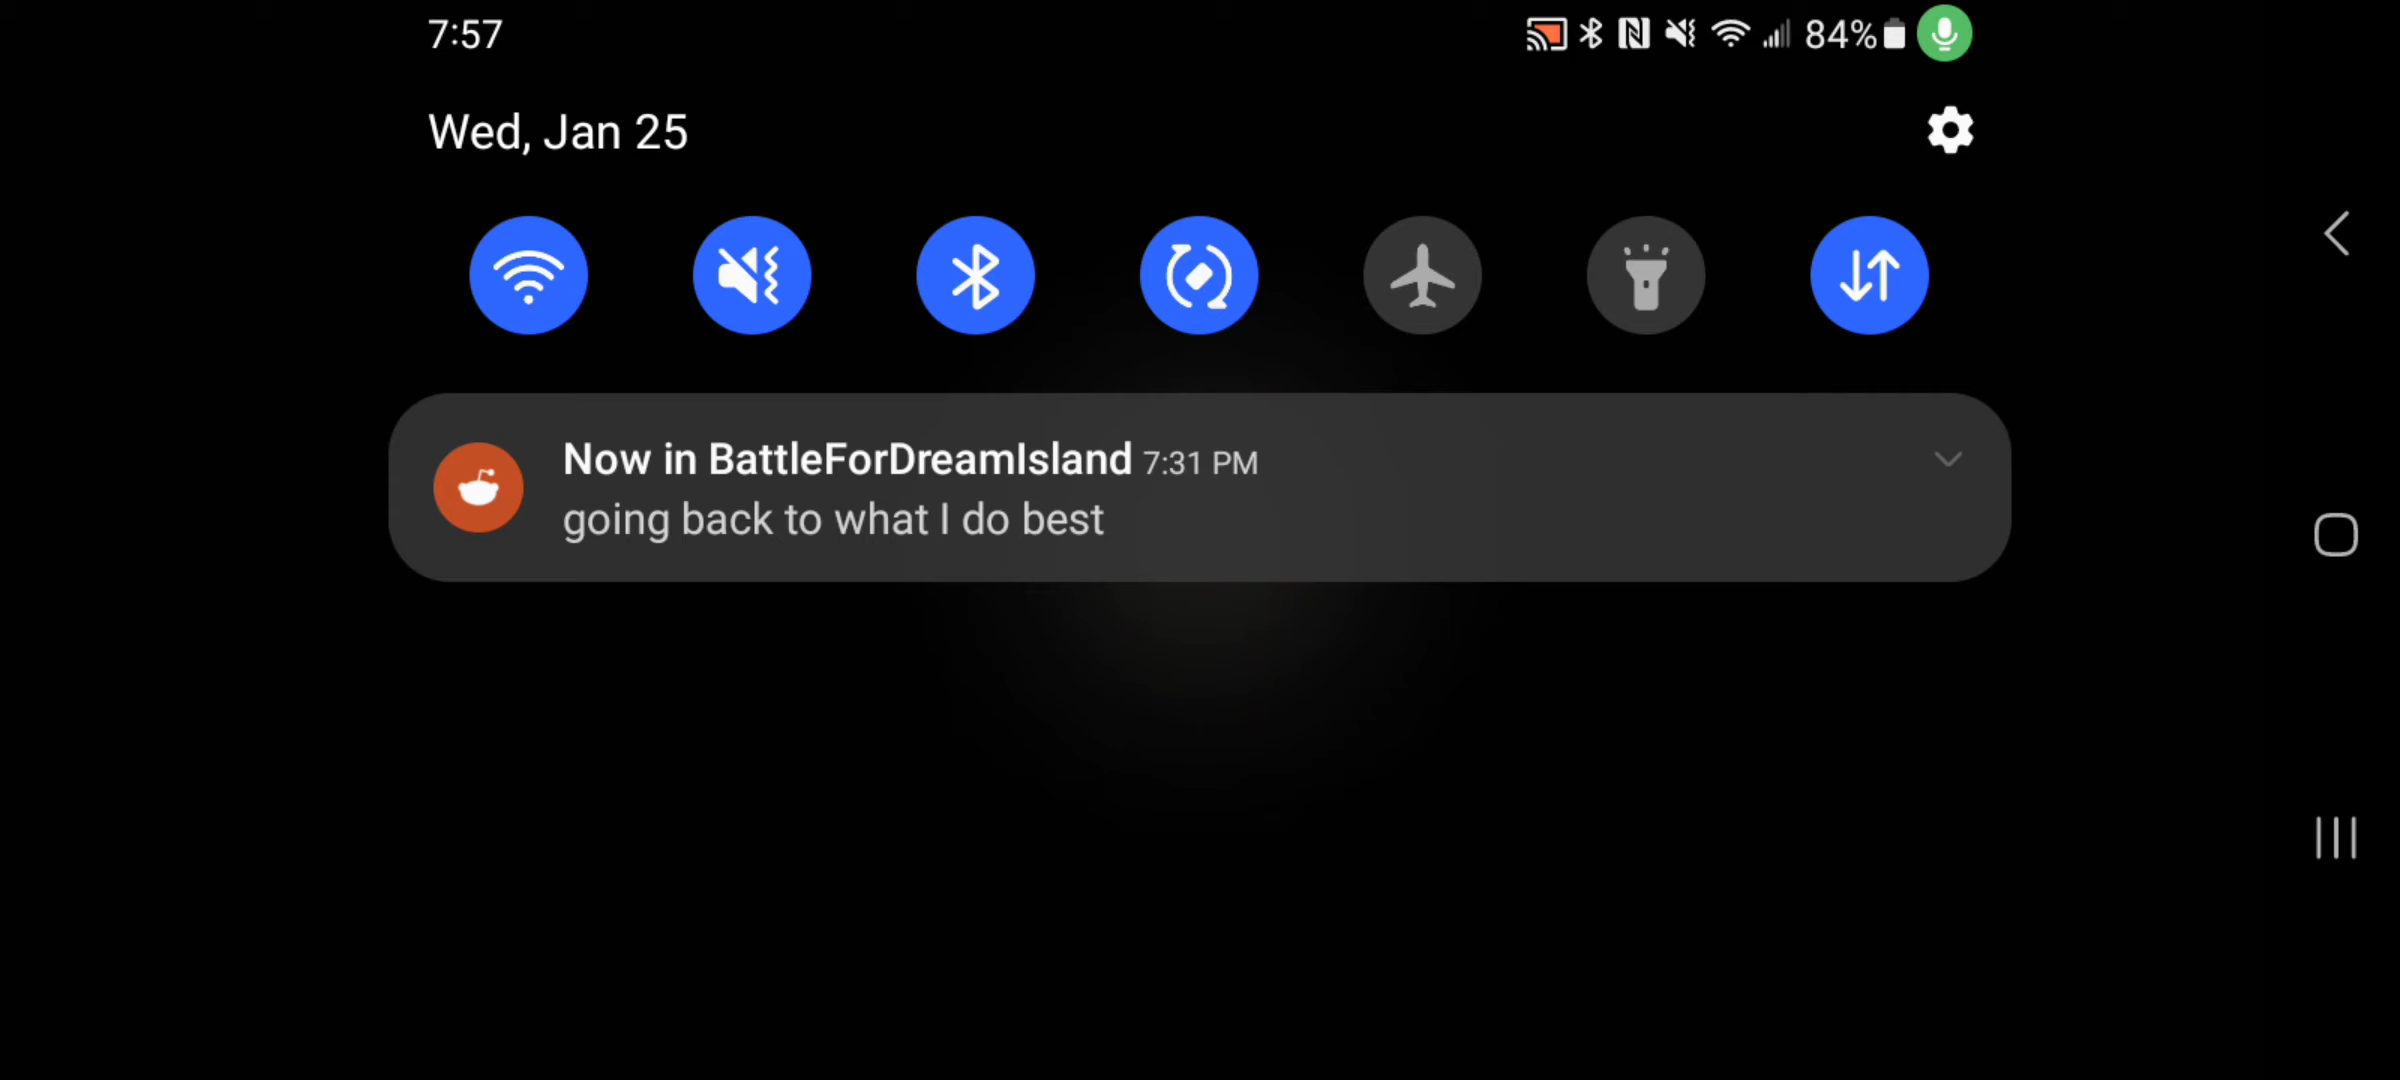 7:57 84%
Wed, Jan 25
Now in BattleForDreamIsland 7:31 PM
going back to what I do best